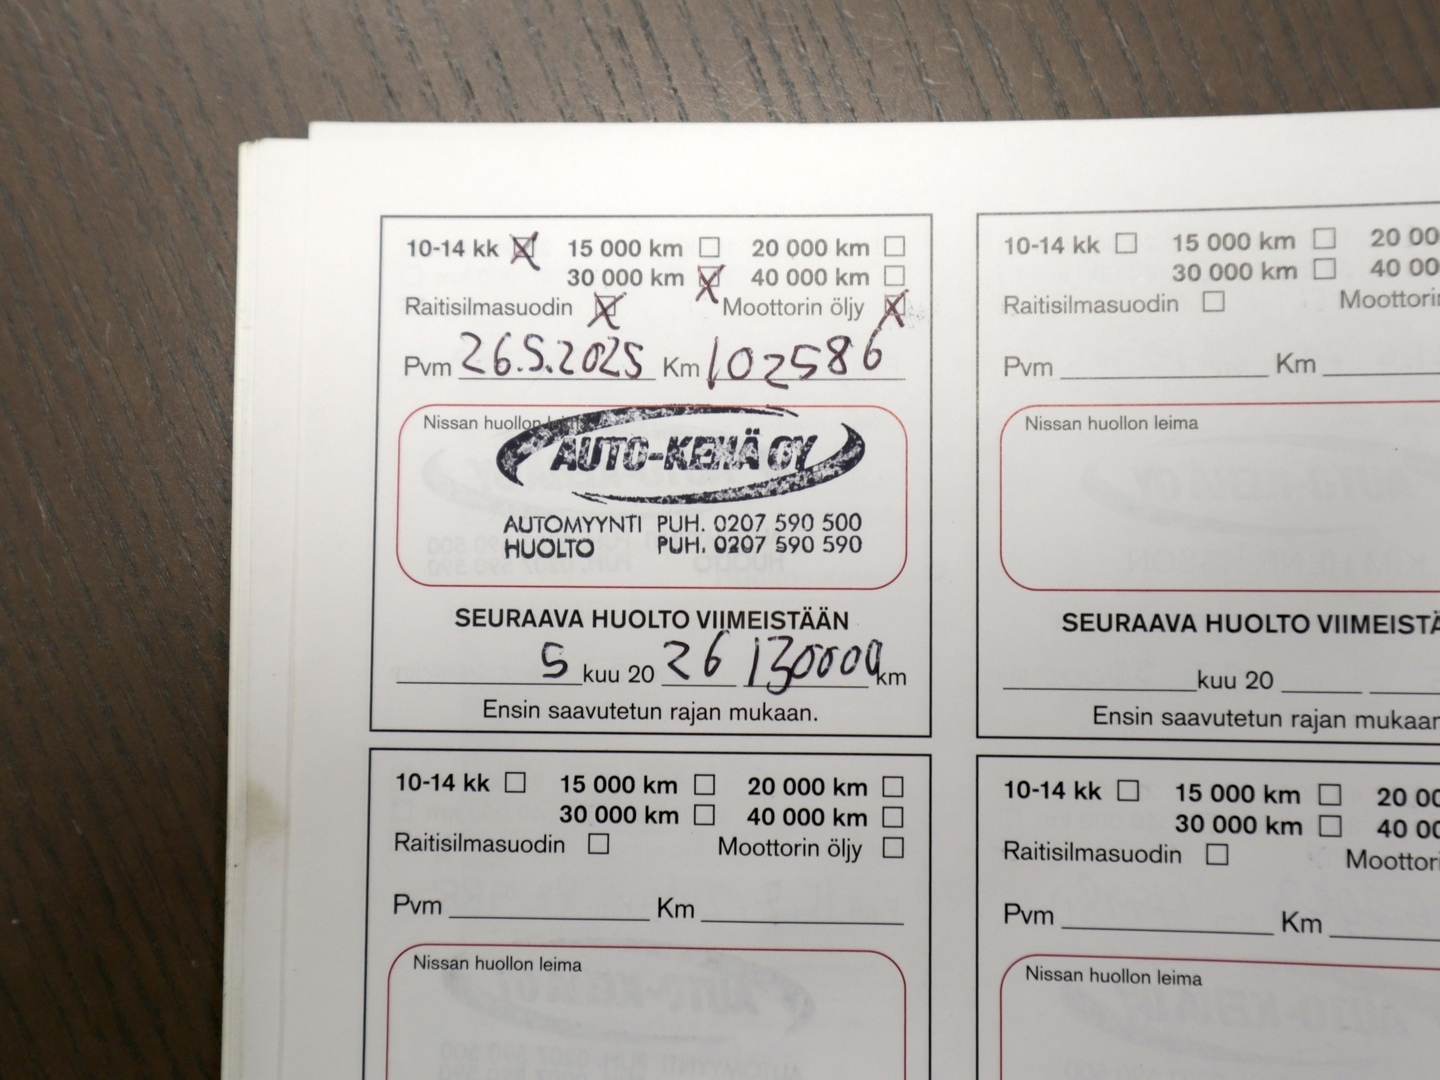 10-14 kk 15 000 km 20 000 km
30 000 km 40 000 km
Raitisilmasuodin Moottorin öljy
Pvm 26.5.2025 Km 102586
Nissan huollon leima
AUTO-KEHÄ OY
AUTOMYYNTI PUH. 0207 590 500
HUOLTO PUH. 0207 590 590
SEURAAVA HUOLTO VIIMEISTÄÄN
5 kuu 20 26 130000 km
Ensin saavutetun rajan mukaan.
10-14 kk 15 000 km 20 00
30 000 km 40 00
Raitisilmasuodin Moottorin
Pvm Km
Nissan huollon leima
SEURAAVA HUOLTO VIIMEISTÄ
kuu 20
Ensin saavutetun rajan mukaan
10-14 kk 15 000 km 20 000 km
30 000 km 40 000 km
Raitisilmasuodin Moottorin öljy
Pvm Km
Nissan huollon leima
10-14 kk 15 000 km 20 00
30 000 km 40 00
Raitisilmasuodin Moottori
Pvm Km
Nissan huollon leima